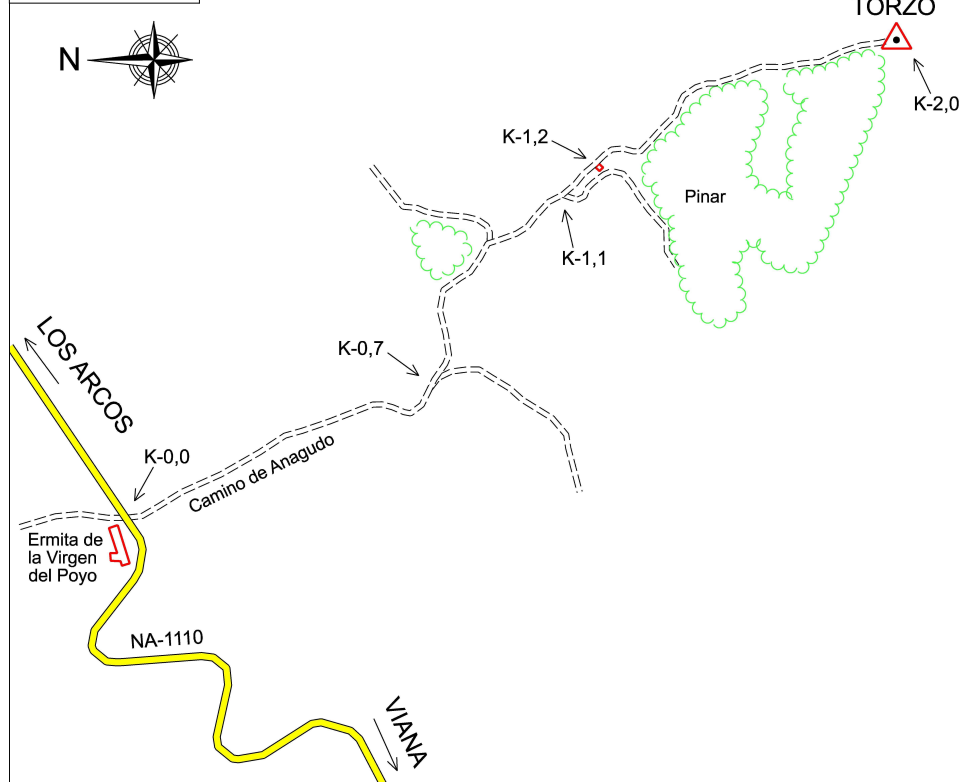 TORZO
N
K-2,0
K-1,2
Pinar
K-1,1
LOS ARCOS
K-0,7
K-0,0
Camino de Anagudo
Ermita de
la Virgen
del Poyo
NA-1110
VIANA